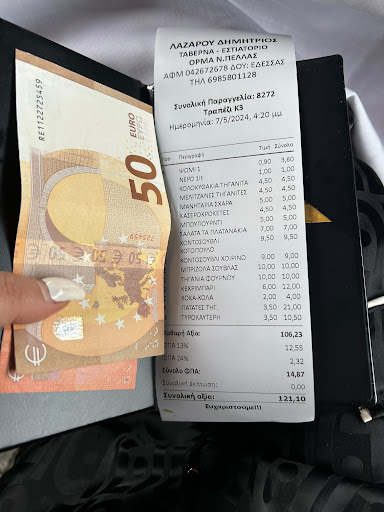 ΛΑΖΑΡΟΥ ΔΗΜΗΤΡΙΟΣ
ΤΑΒΕΡΝΑ - ΕΣΤΙΑΤΟΡΙΟ
ΟΡΜΑ Ν.ΠΕΛΛΑΣ
ΑΦΜ 042672678 ΔΟΥ: ΕΔΕΣΣΑΣ
ΤΗΛ 6985801128
Συνολική Παραγγελία: 8272
Τραπέζι Κ3
Ημερομηνία: 7/5/2024, 4:20 μμ
Περιγραφή Τιμή Σύνολο
ΨΩΜΙ 1 0,90 3,60
ΝΕΡΟ 1lt 1,00 1,00
ΚΟΛΟΚΥΘΑΚΙΑ ΤΗΓΑΝΙΤΑ 4,50 4,50
ΜΕΛΙΤΖΑΝΕΣ ΤΗΓΑΝΙΤΕΣ 4,50 4,50
ΜΑΝΙΤΑΡΙΑ ΣΧΑΡΑ 5,00 5,00
ΚΑΣΕΡΟΚΡΟΚΕΤΕΣ 4,50 4,50
ΜΠΟΥΓΙΟΥΡΝΤΙ 5,00 5,00
ΣΑΛΑΤΑ ΤΑ ΠΛΑΤΑΝΑΚΙΑ 7,00 7,00
ΚΟΝΤΟΣΟΥΒΛΙ 9,50 9,50
ΚΟΤΟΠΟΥΛΟ
ΚΟΝΤΟΣΟΥΒΛΙ ΧΟΙΡΙΝΟ 9,00 9,00
ΜΠΡΙΖΟΛΑ ΣΟΥΒΛΑΣ 10,00 10,00
ΤΗΓΑΝΙΑ ΦΟΥΡΝΟΥ 10,00 10,00
ΚΕΚΡΙΜΠΑΡΙ 6,00 12,00
ΚΟΚΑ-ΚΟΛΑ 2,00 4,00
ΠΑΤΑΤΕΣ ΤΗΓ. 3,50 21,00
ΤΥΡΟΚΑΥΤΕΡΗ 3,50 10,50
Καθαρή Αξία: 106,23
ΦΠΑ 13% 12,55
ΦΠΑ 24% 2,32
Σύνολο ΦΠΑ: 14,87
Συνολική έκπτωση: 0,00
Συνολική αξία: 121,10
Ευχαριστούμε!!!
RE1122725459
50 EURO
ΕΥΡΩ